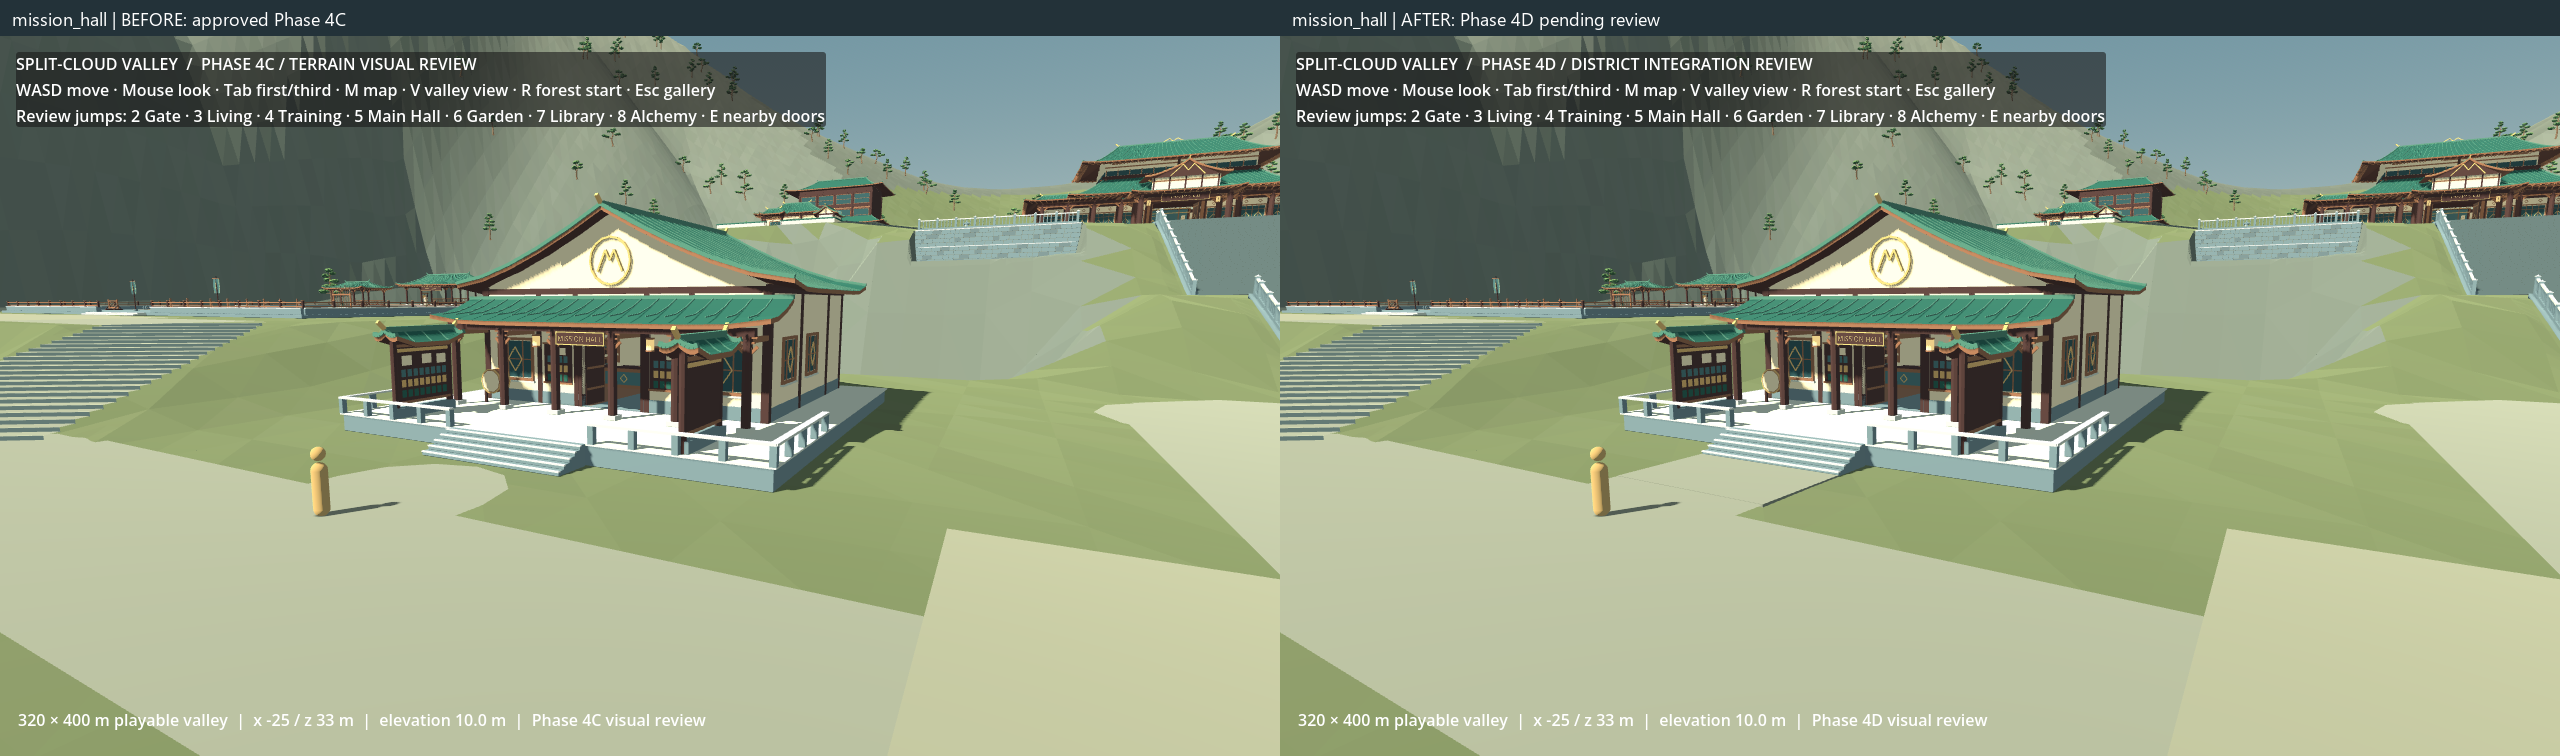 mission_hall | BEFORE: approved Phase 4C
SPLIT-CLOUD VALLEY / PHASE 4C / TERRAIN VISUAL REVIEW
WASD move · Mouse look · Tab first/third · M map · V valley view · R forest start · Esc gallery
Review jumps: 2 Gate · 3 Living · 4 Training · 5 Main Hall · 6 Garden · 7 Library · 8 Alchemy · E nearby doors
M
MISSION HALL
320 × 400 m playable valley | x -25 / z 33 m | elevation 10.0 m | Phase 4C visual review
mission_hall | AFTER: Phase 4D pending review
SPLIT-CLOUD VALLEY / PHASE 4D / DISTRICT INTEGRATION REVIEW
WASD move · Mouse look · Tab first/third · M map · V valley view · R forest start · Esc gallery
Review jumps: 2 Gate · 3 Living · 4 Training · 5 Main Hall · 6 Garden · 7 Library · 8 Alchemy · E nearby doors
M
MISSION HALL
320 × 400 m playable valley | x -25 / z 33 m | elevation 10.0 m | Phase 4D visual review